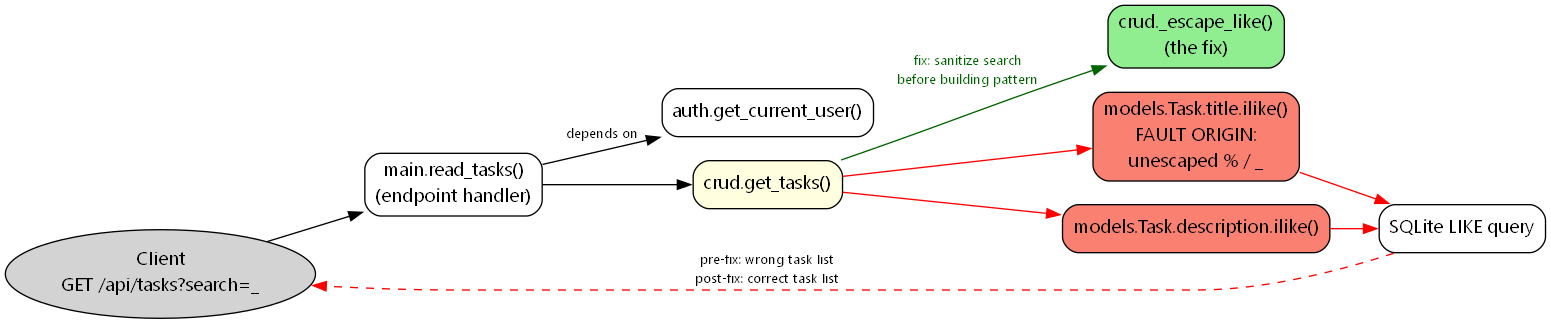 crud._escape_like()
(the fix)
fix: sanitize search
before building pattern
auth.get_current_user()
models.Task.title.ilike()
FAULT ORIGIN:
unescaped % / _
depends on
main.read_tasks()
(endpoint handler)
crud.get_tasks()
models.Task.description.ilike()
SQLite LIKE query
Client
GET /api/tasks?search=_
pre-fix: wrong task list
post-fix: correct task list